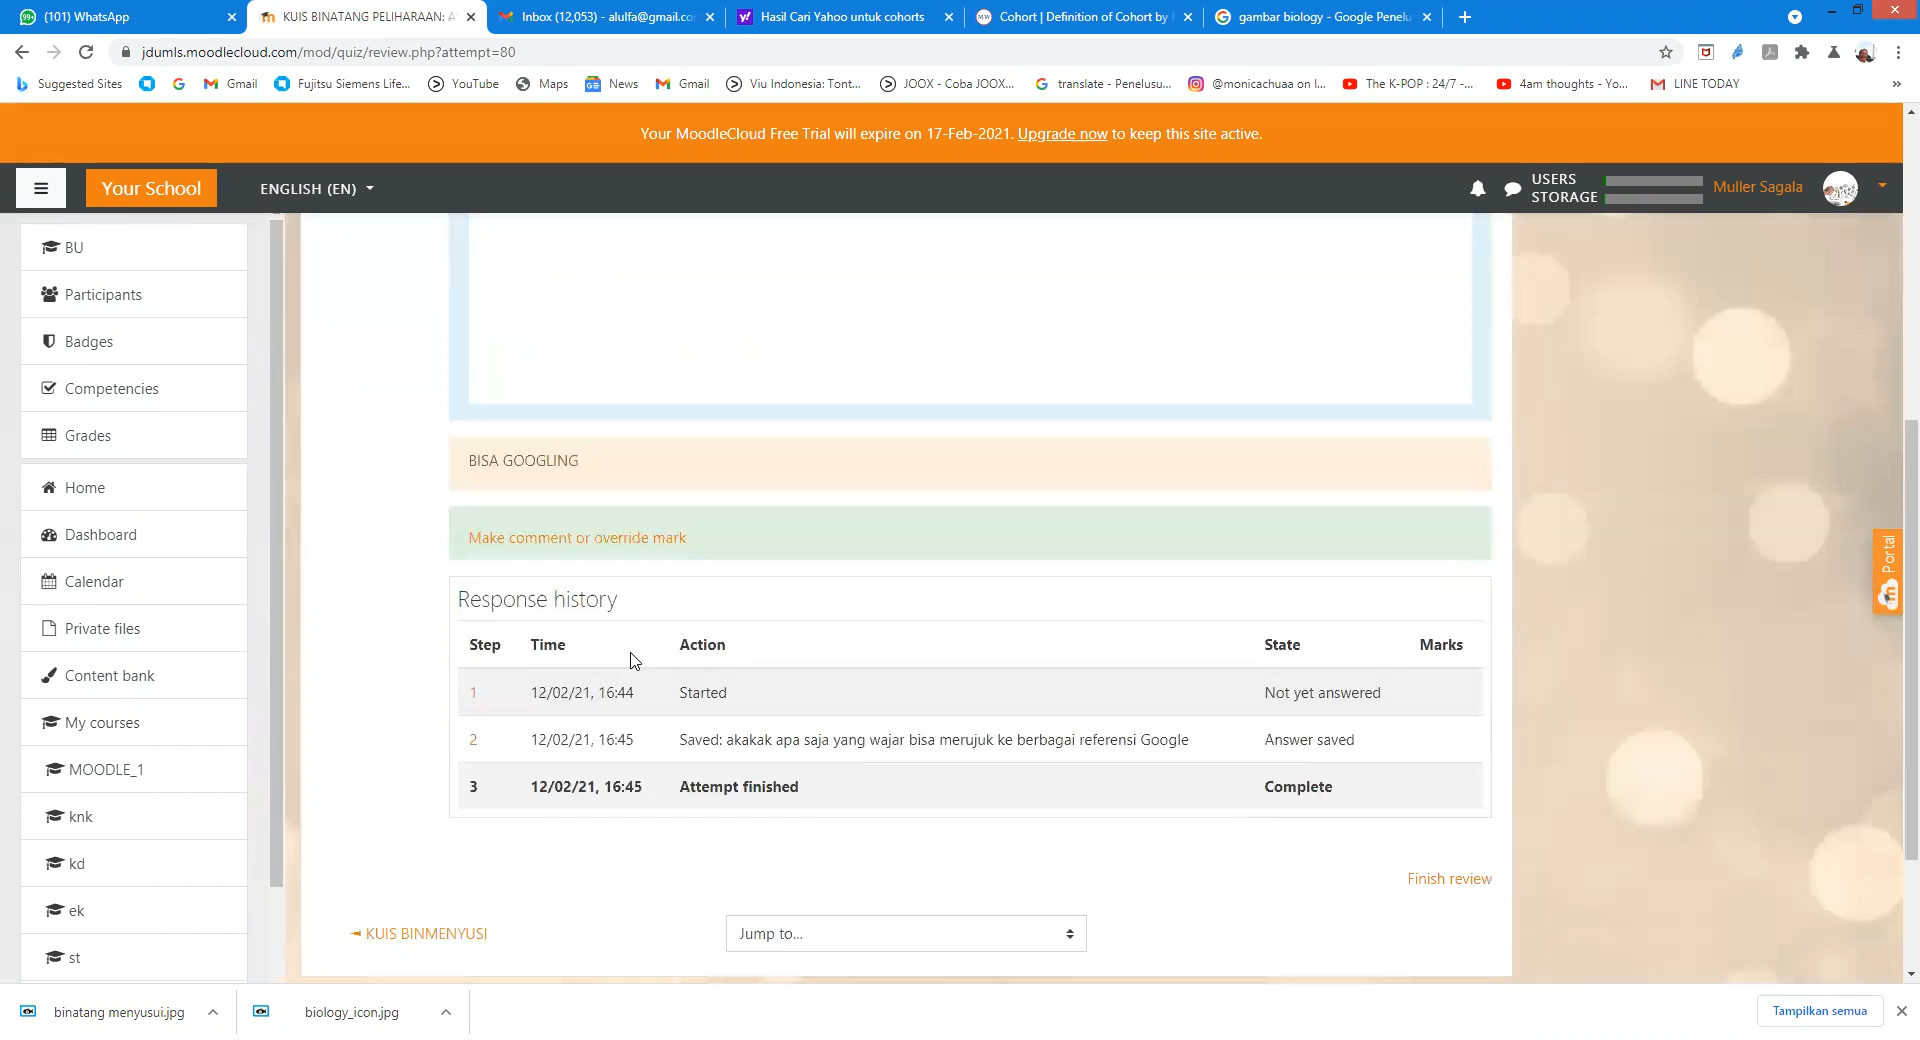 (101) WhatsApp
KUIS BINATANG PELIHARAAN: A
Inbox (12,053) - alulfa@gmail.co
Hasil Cari Yahoo untuk cohorts
Cohort | Definition of Cohort by
gambar biology - Google Penelu
jdumls.moodlecloud.com/mod/quiz/review.php?attempt=80
Suggested Sites
Gmail
Fujitsu Siemens Life...
YouTube
Maps
News
Gmail
Viu Indonesia: Tont...
JOOX - Coba JOOX...
translate - Penelusu...
@monicachuaa on I...
The K-POP : 24/7 -...
4am thoughts - Yo...
LINE TODAY
Your MoodleCloud Free Trial will expire on 17-Feb-2021. Upgrade now to keep this site active.
Your School
ENGLISH (EN)
USERS
STORAGE
Muller Sagala
BU
Participants
Badges
Competencies
Grades
Home
Dashboard
Calendar
Private files
Content bank
My courses
MOODLE_1
knk
kd
ek
st
BISA GOOGLING
Make comment or override mark
Response history
Step Time Action State Marks
1 12/02/21, 16:44 Started Not yet answered
2 12/02/21, 16:45 Saved: akakak apa saja yang wajar bisa merujuk ke berbagai referensi Google Answer saved
3 12/02/21, 16:45 Attempt finished Complete
Finish review
◄ KUIS BINMENYUSI
Jump to...
Portal
binatang menyusui.jpg
biology_icon.jpg
Tampilkan semua